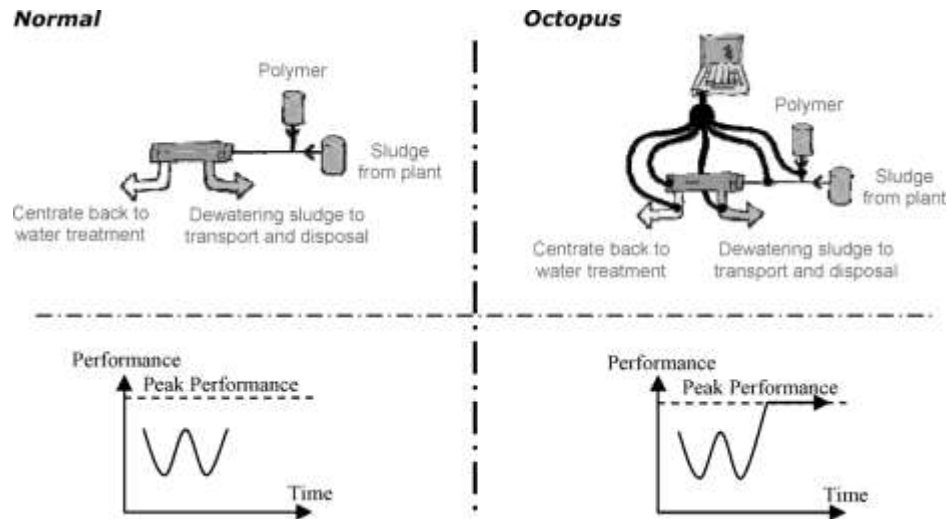 Normal
Polymer
Sludge
from plant
Centrate back to
water treatment
Dewatering sludge to
transport and disposal
Octopus
Polymer
Sludge
from plant
Centrate back to
water treatment
Dewatering sludge to
transport and disposal
Performance
Peak Performance
Time
Performance
Peak Performance
Time